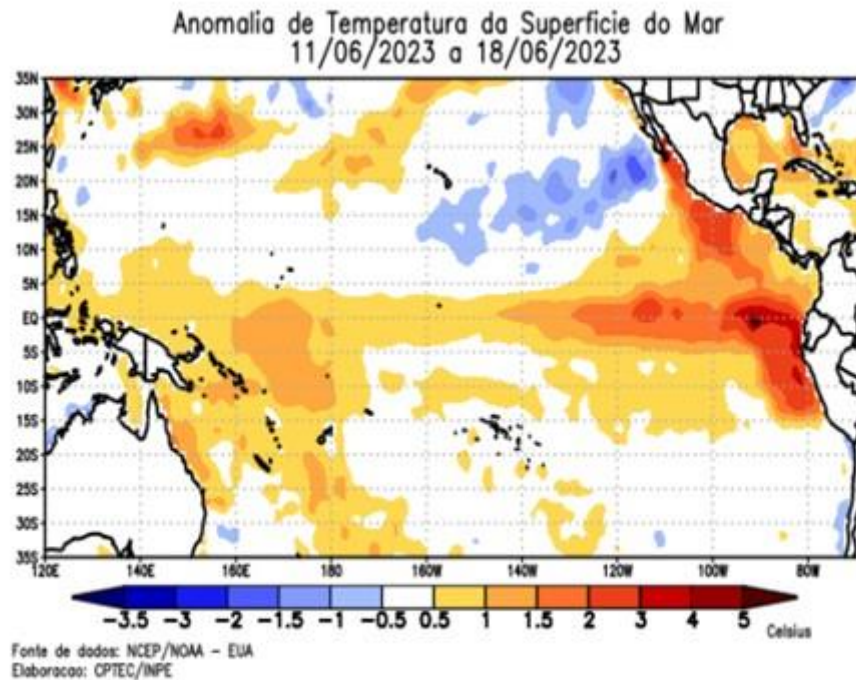 Anomalia de Temperatura da Superficie do Mar
11/06/2023 a 18/06/2023
35N
30N
25N
20N
15N
10N
5N
EQ
5S
10S
15S
20S
25S
30S
35S
120E 140E 160E 180 160W 140W 120W 100W 80W
-3.5 -3 -2 -1.5 -1 -0.5 0.5 1 1.5 2 3 4 5 Celsius
Fonte de dados: NCEP/NOAA - EUA
Elaboracao: CPTEC/INPE